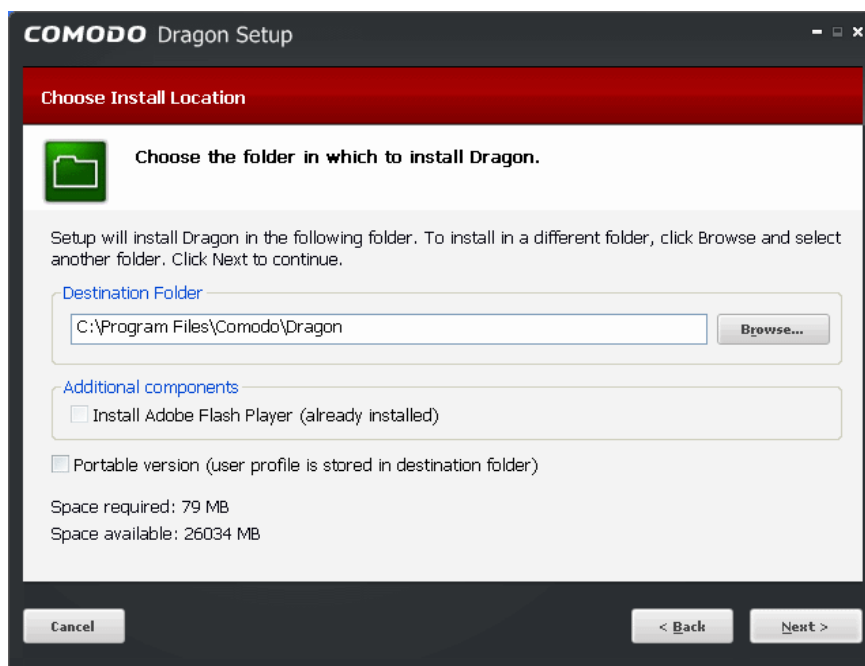 COMODO Dragon Setup
Choose Install Location
Choose the folder in which to install Dragon.
Setup will install Dragon in the following folder. To install in a different folder, click Browse and select
another folder. Click Next to continue.
Destination Folder
C:\Program Files\Comodo\Dragon
Browse...
Additional components
Install Adobe Flash Player (already installed)
Portable version (user profile is stored in destination folder)
Space required: 79 MB
Space available: 26034 MB
Cancel
< Back
Next >